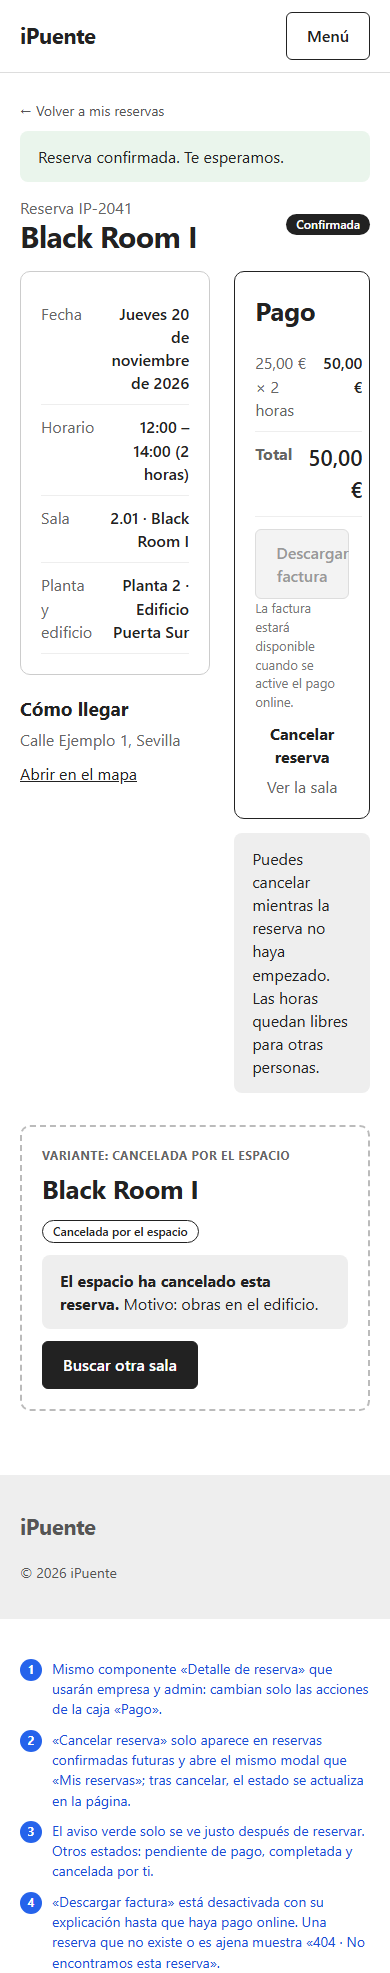 iPuente
Menú
← Volver a mis reservas
Reserva confirmada. Te esperamos.
Reserva IP-2041
Black Room I
Confirmada
Fecha
Jueves 20
de
noviembre
de 2026
Horario
12:00 –
14:00 (2
horas)
Sala
2.01 · Black
Room I
Planta
y
edificio
Planta 2 ·
Edificio
Puerta Sur
Cómo llegar
Calle Ejemplo 1, Sevilla
Abrir en el mapa
Pago
25,00 €
× 2
horas
50,00
€
Total
50,00
€
Descargar
factura
La factura
estará
disponible
cuando se
active el pago
online.
Cancelar
reserva
Ver la sala
Puedes
cancelar
mientras la
reserva no
haya
empezado.
Las horas
quedan libres
para otras
personas.
VARIANTE: CANCELADA POR EL ESPACIO
Black Room I
Cancelada por el espacio
El espacio ha cancelado esta
reserva. Motivo: obras en el edificio.
Buscar otra sala
iPuente
© 2026 iPuente
1 Mismo componente «Detalle de reserva» que
usarán empresa y admin: cambian solo las acciones
de la caja «Pago».
2 «Cancelar reserva» solo aparece en reservas
confirmadas futuras y abre el mismo modal que
«Mis reservas»; tras cancelar, el estado se actualiza
en la página.
3 El aviso verde solo se ve justo después de reservar.
Otros estados: pendiente de pago, completada y
cancelada por ti.
4 «Descargar factura» está desactivada con su
explicación hasta que haya pago online. Una
reserva que no existe o es ajena muestra «404 · No
encontramos esta reserva».